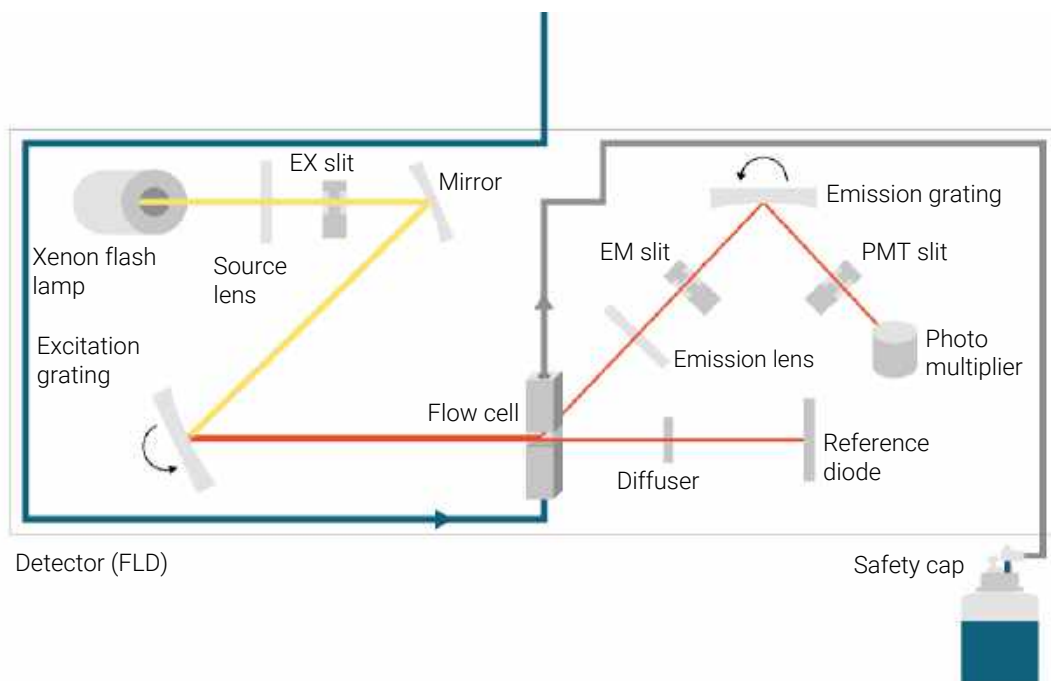 EX slit
Mirror
Xenon flash
lamp
Source
lens
Excitation
grating
Flow cell
Emission grating
EM slit
PMT slit
Emission lens
Photo
multiplier
Diffuser
Reference
diode
Detector (FLD)
Safety cap